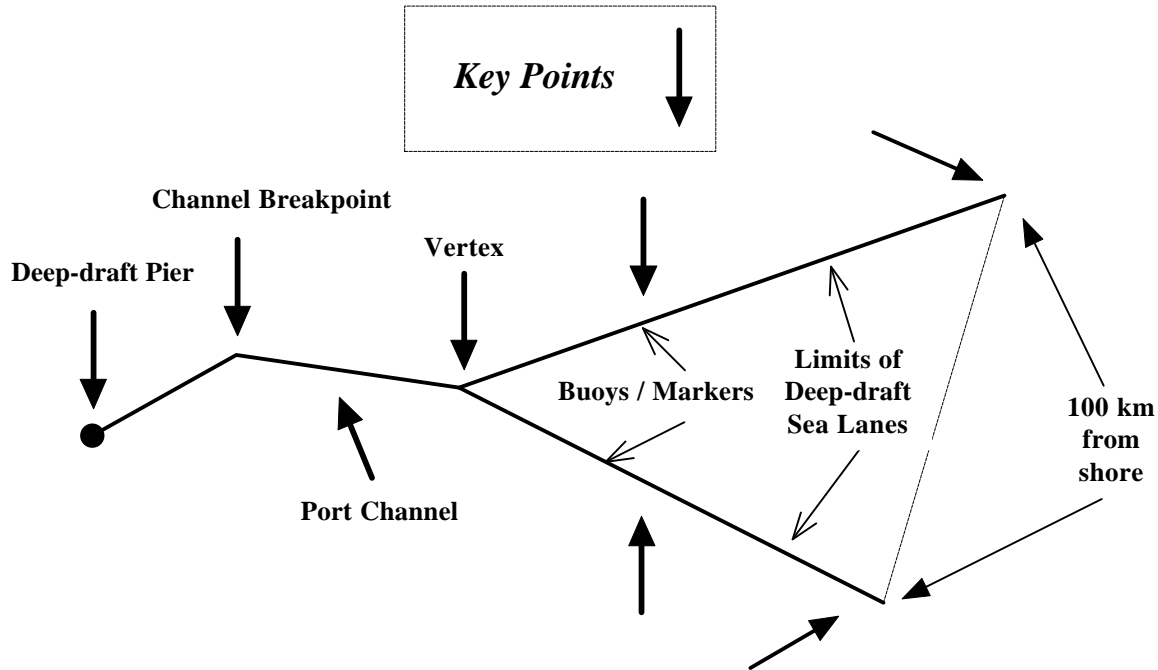 Key Points
Channel Breakpoint
Deep-draft Pier
Vertex
Buoys / Markers
Limits of
Deep-draft
Sea Lanes
100 km
from
shore
Port Channel